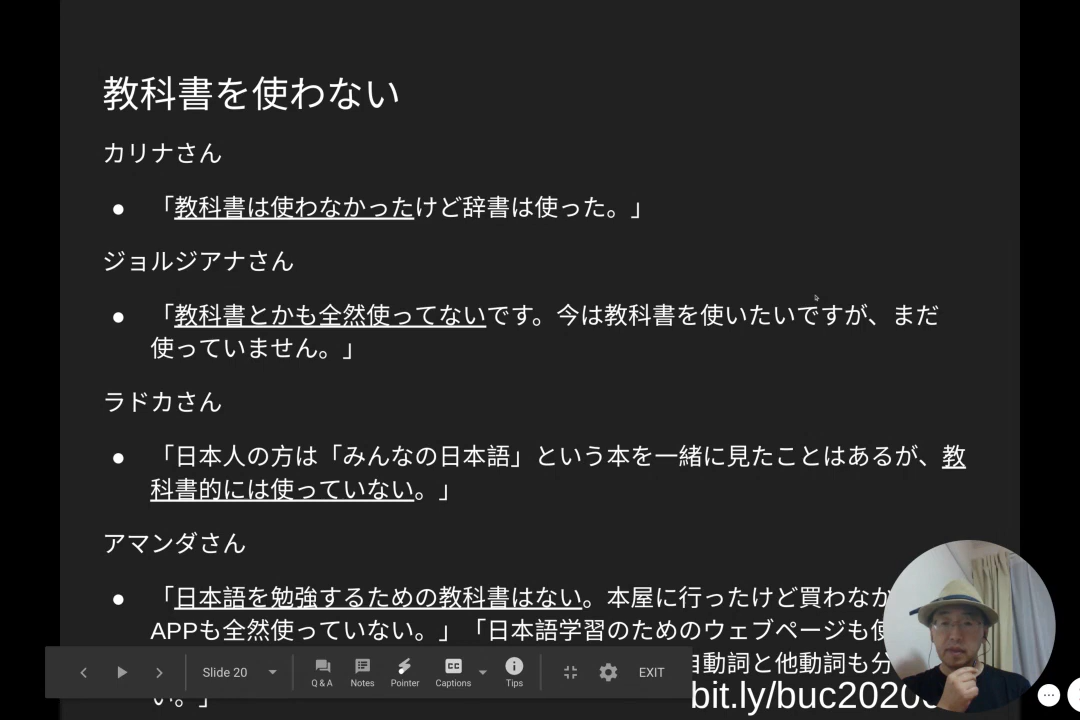 教科書を使わない
カリナさん
● 「教科書は使わなかったけど辞書は使った。」
ジョルジアナさん
● 「教科書とかも全然使ってないです。今は教科書を使いたいですが、まだ
使っていません。」
ラドカさん
● 「日本人の方は「みんなの日本語」という本を一緒に見たことはあるが、教
科書的には使っていない。」
アマンダさん
● 「日本語を勉強するための教科書はない。本屋に行ったけど買わなか
APPも全然使っていない。」「日本語学習のためのウェブページも使
自動詞と他動詞も分
い。」
bit.ly/buc2020
Slide 20
Q & A
Notes
Pointer
Captions
Tips
EXIT